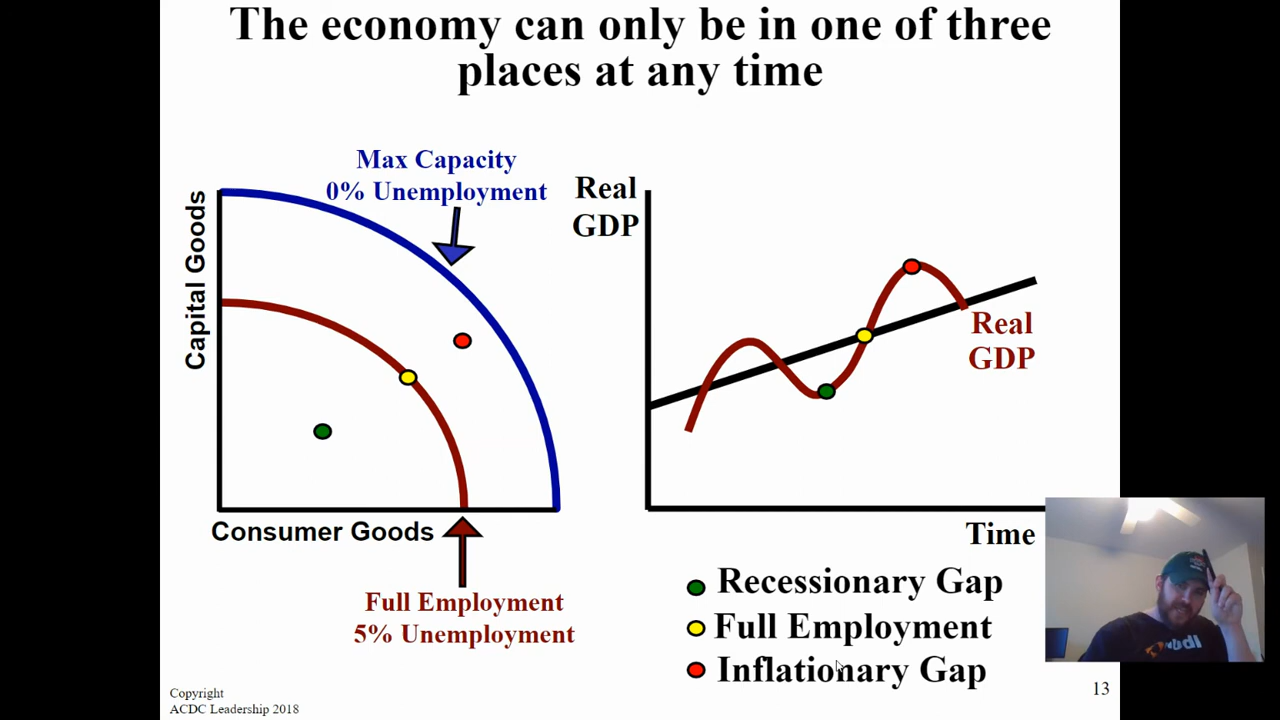 The economy can only be in one of three
places at any time
Max Capacity
0% Unemployment
Capital Goods
Consumer Goods
Full Employment
5% Unemployment
Real
GDP
Real
GDP
Time
Recessionary Gap
Full Employment
Inflationary Gap
Copyright
ACDC Leadership 2018
13